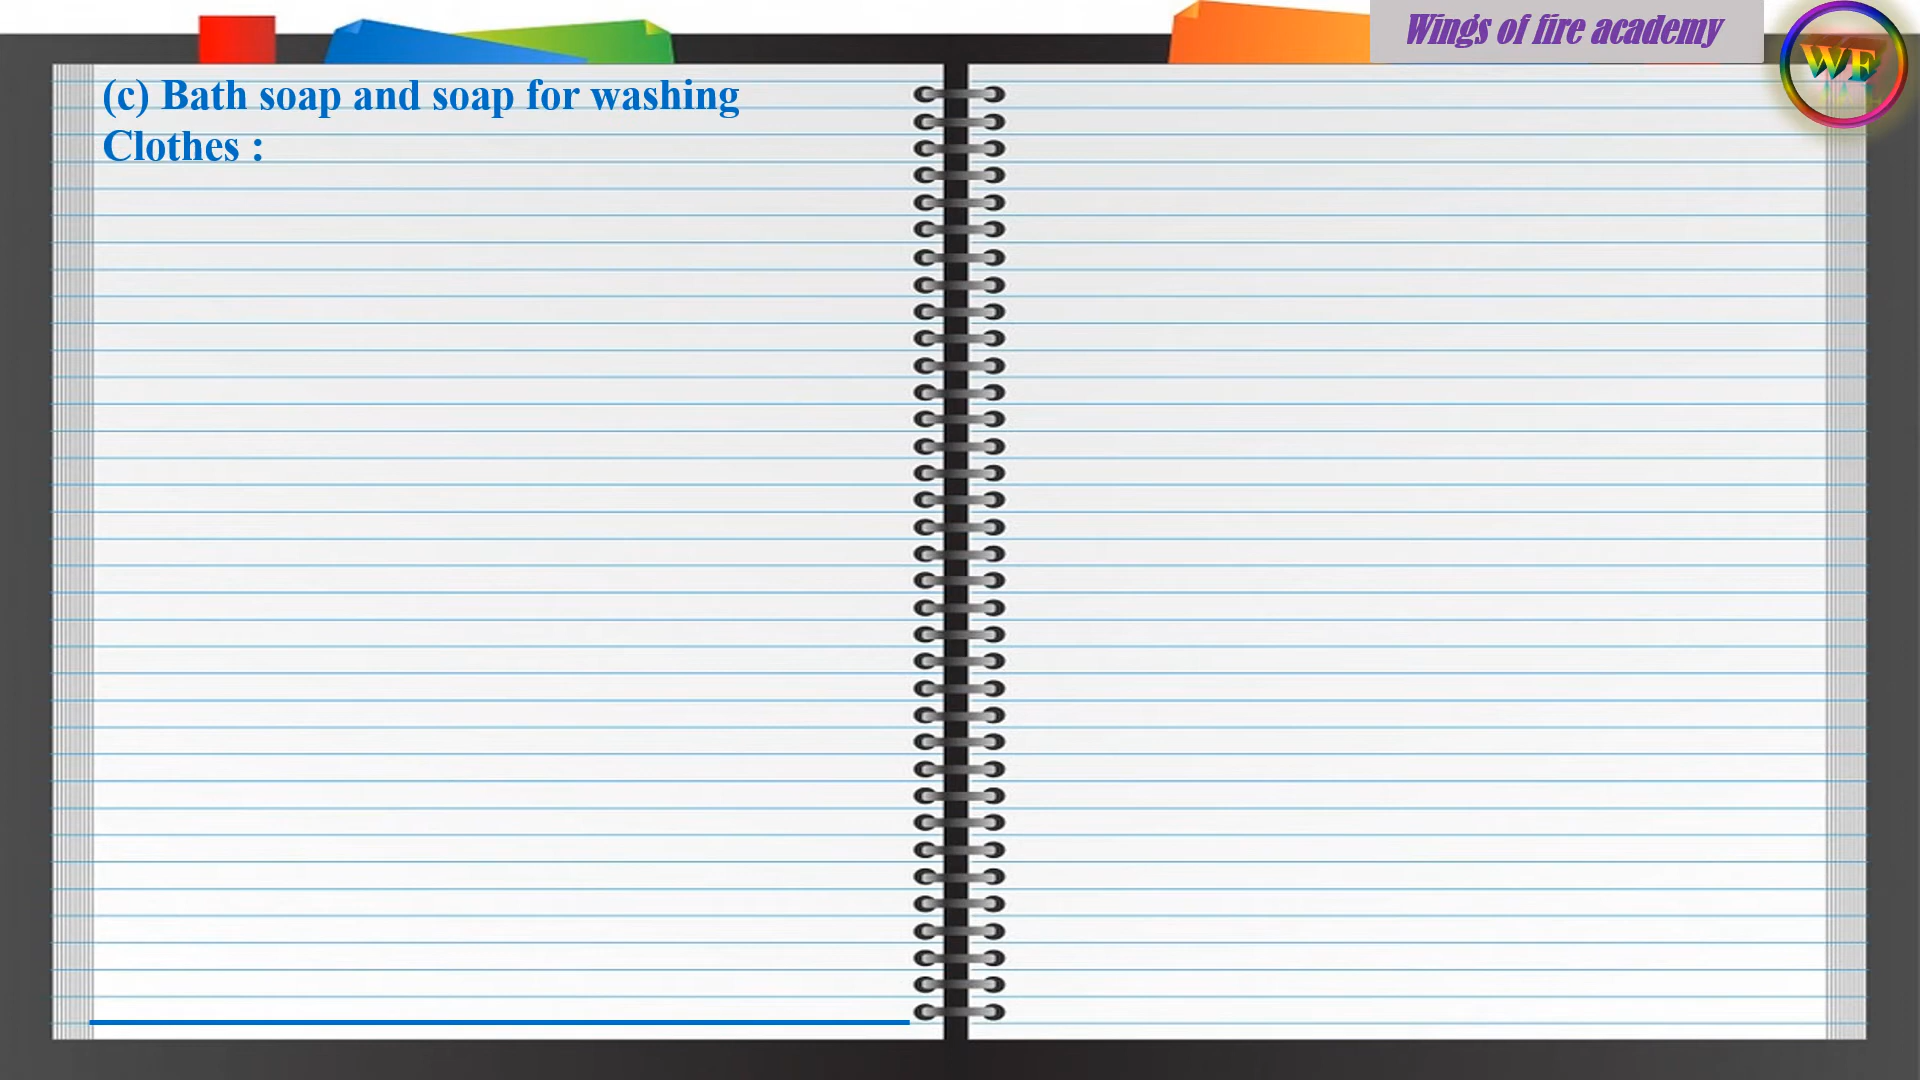 Wings of fire academy
WF
(c) Bath soap and soap for washing
Clothes :